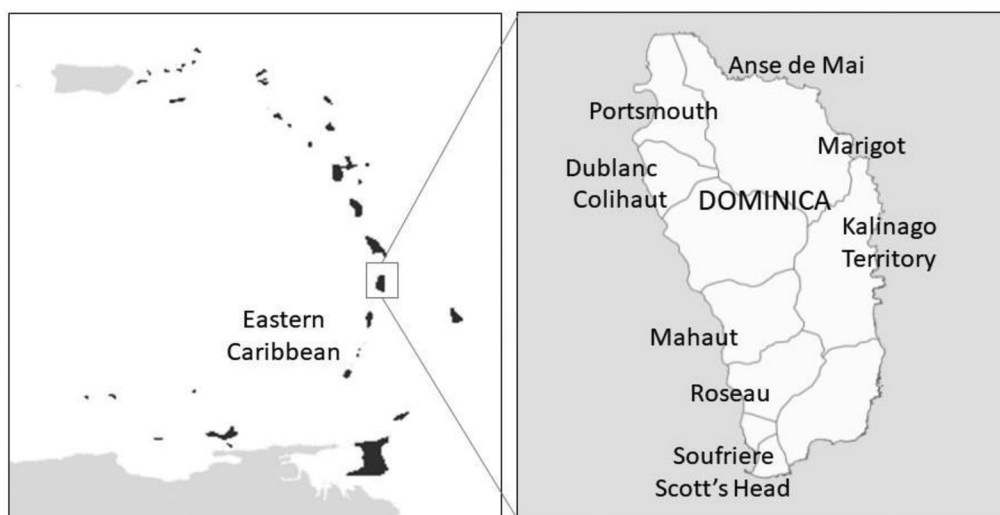 Eastern
Caribbean
Anse de Mai
Portsmouth
Marigot
Dublanc
Colihaut
DOMINICA
Kalinago
Territory
Mahaut
Roseau
Soufriere
Scott's Head